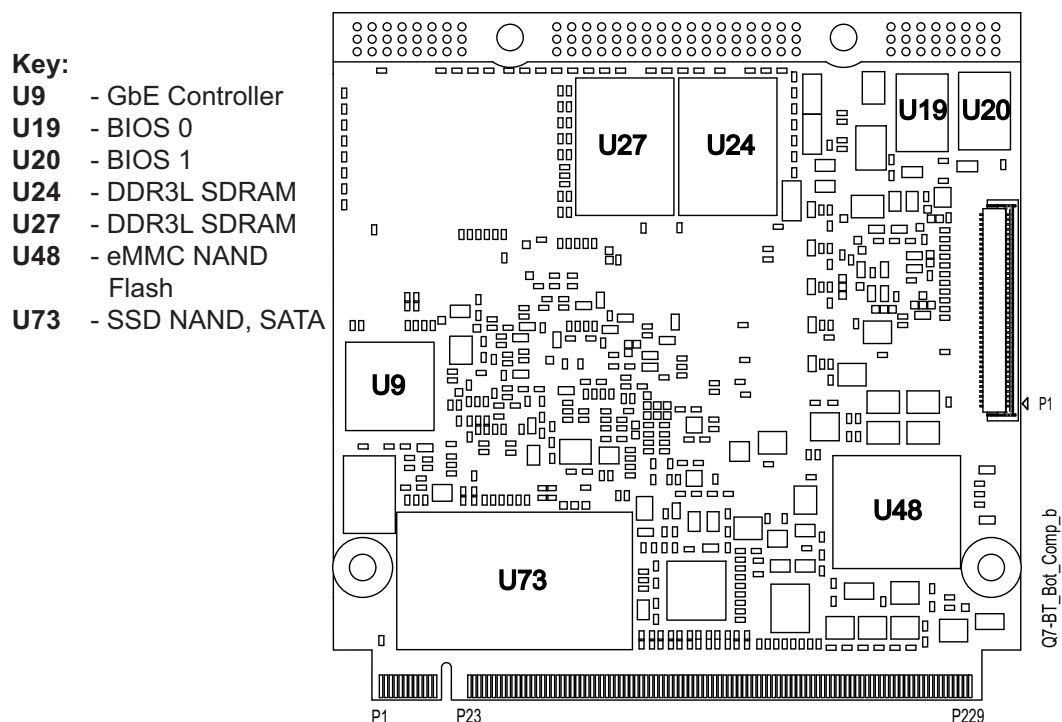 Key:
U9 - GbE Controller
U19 - BIOS 0
U20 - BIOS 1
U24 - DDR3L SDRAM
U27 - DDR3L SDRAM
U48 - eMMC NAND
Flash
U73 - SSD NAND, SATA
U27
U24
U19
U20
U9
P1
U48
U73
Q7-BT_Bot_Comp_b
P1
P23
P229